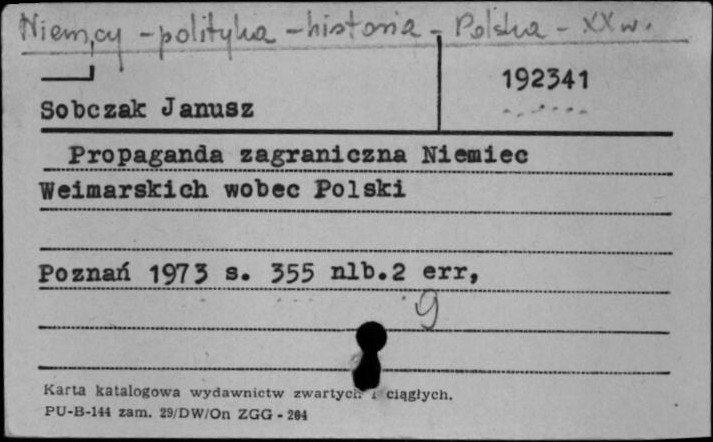 Niemcy - polityka - historia - Polska - XX w.
192341
Sobczak Janusz
Propaganda zagraniczna Niemiec
Weimarskich wobec Polski
Poznań 1973 s. 355 nlb.2 err,
9
Karta katalogowa wydawnictw zwartych i ciągłych.
PU-B-144 zam. 29/DW/On ZGG - 204